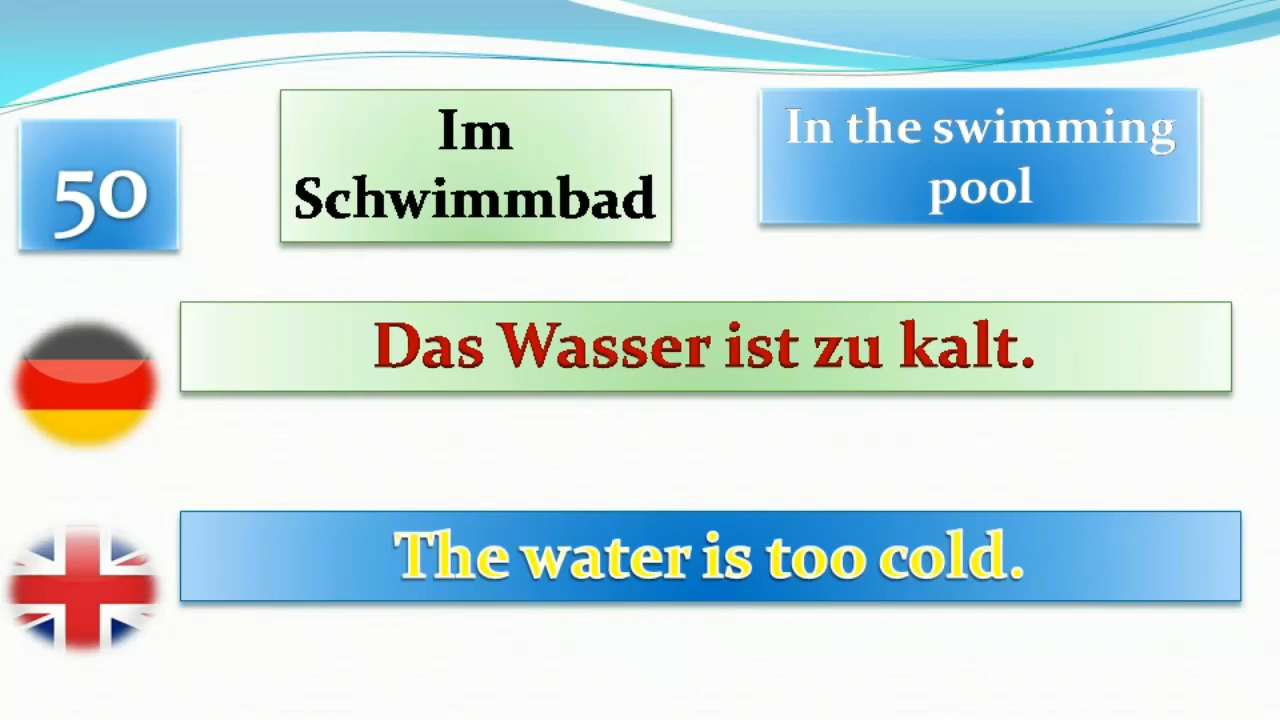 50
Im
Schwimmbad
In the swimming
pool
Das Wasser ist zu kalt.
The water is too cold.